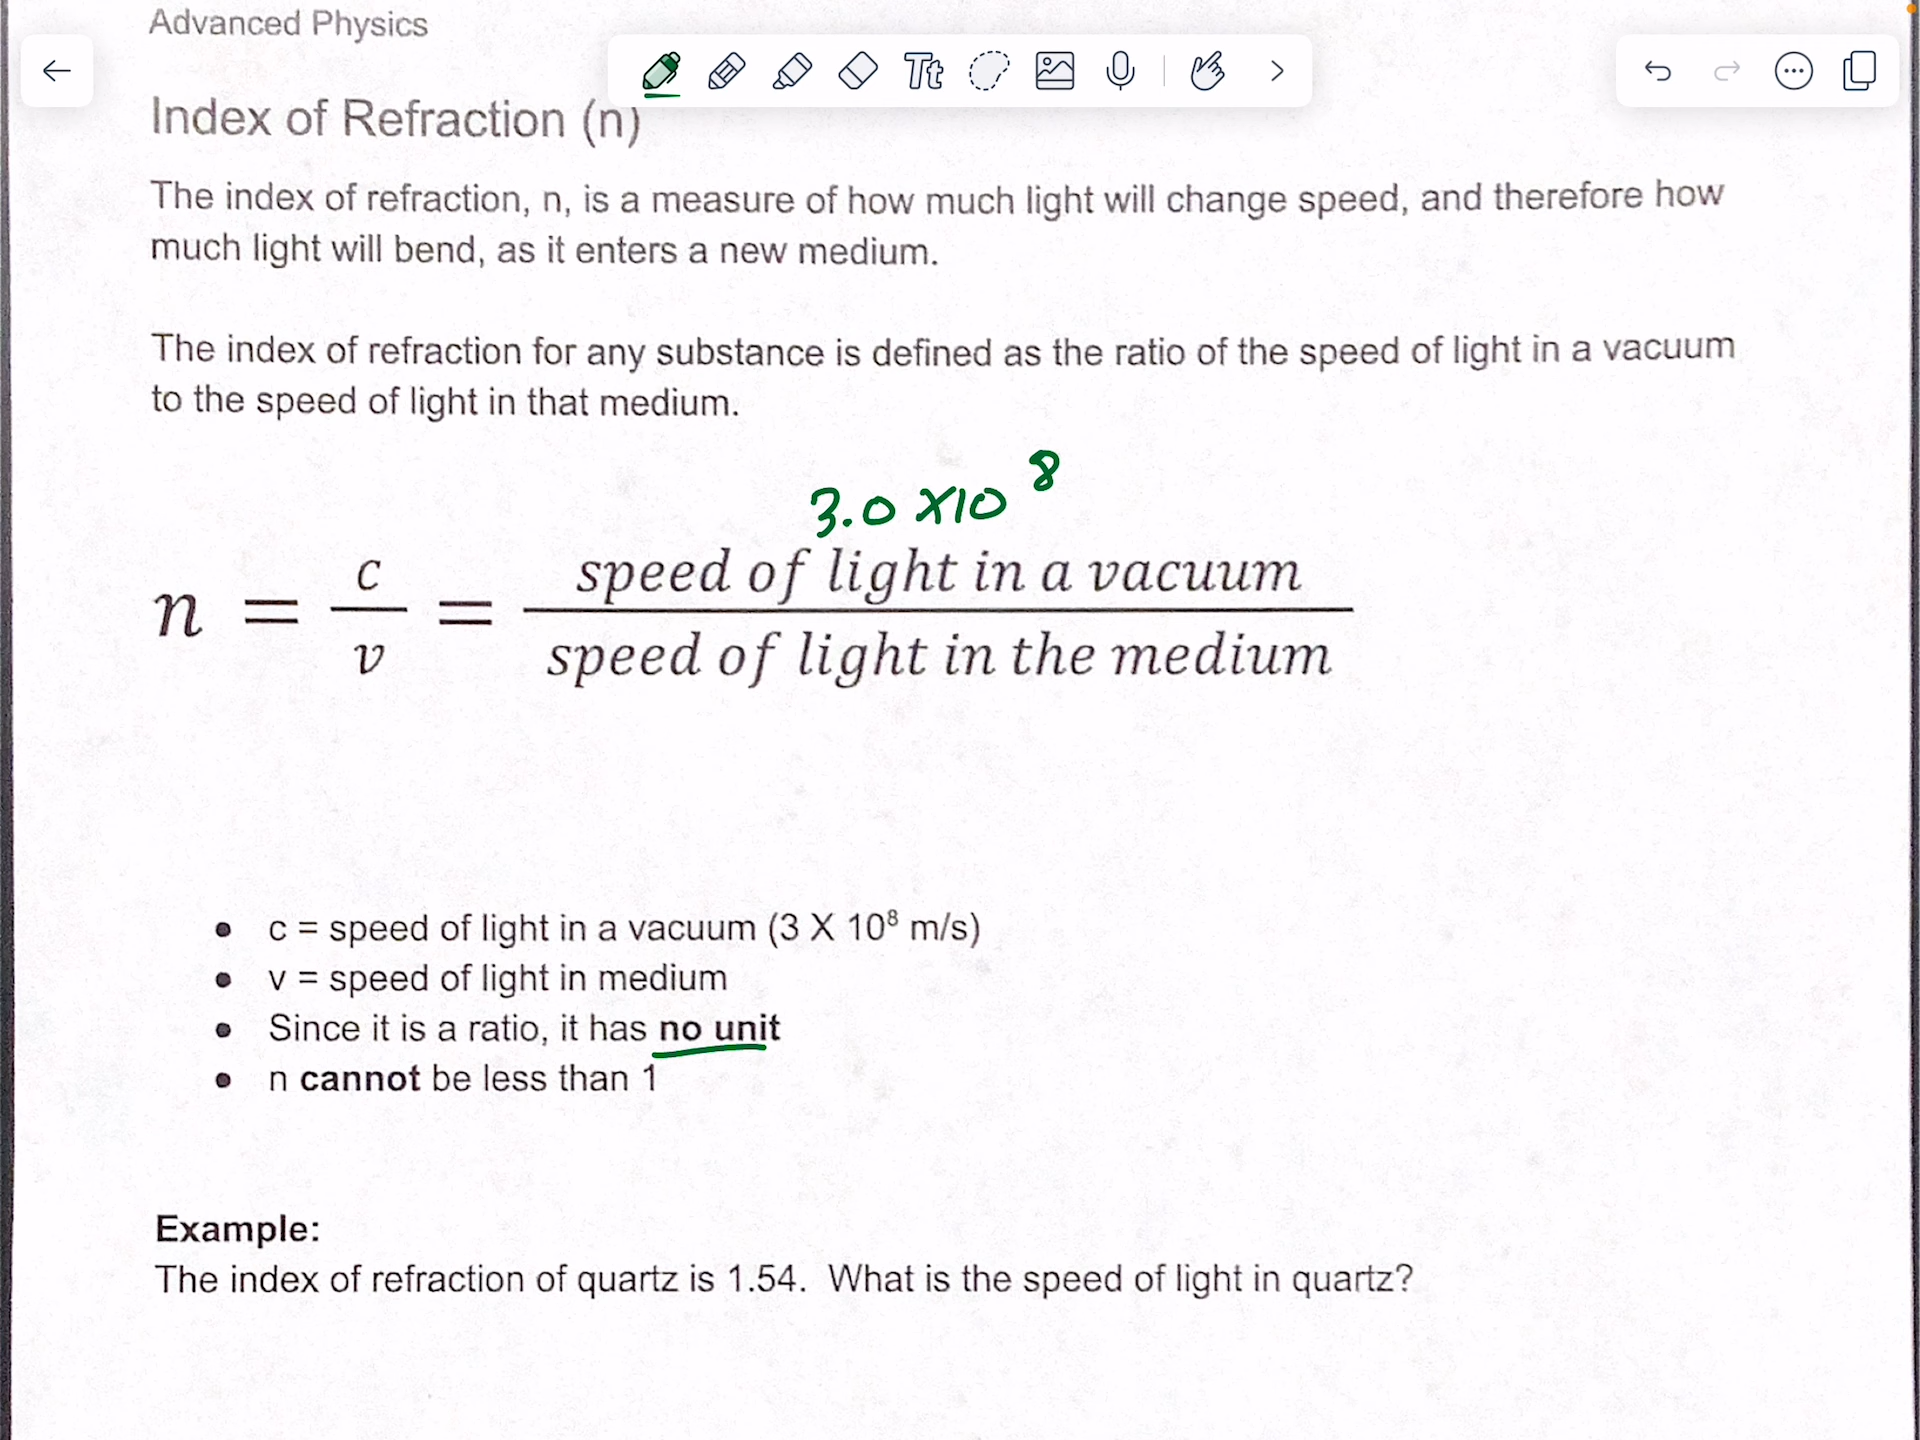 Advanced Physics
Tt
Index of Refraction (n)
The index of refraction, n, is a measure of how much light will change speed, and therefore how
much light will bend, as it enters a new medium.
The index of refraction for any substance is defined as the ratio of the speed of light in a vacuum
to the speed of light in that medium.
3.0 X10⁸
n = c/v = speed of light in a vacuum / speed of light in the medium
• c = speed of light in a vacuum (3 X 10⁸ m/s)
• v = speed of light in medium
• Since it is a ratio, it has no unit
• n cannot be less than 1
Example:
The index of refraction of quartz is 1.54. What is the speed of light in quartz?